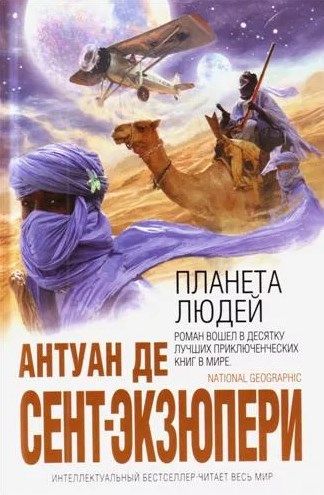 ПЛАНЕТА
ЛЮДЕЙ
РОМАН ВОШЕЛ В ДЕСЯТКУ
ЛУЧШИХ ПРИКЛЮЧЕНЧЕСКИХ
КНИГ В МИРЕ.
NATIONAL GEOGRAPHIC
АНТУАН ДЕ
СЕНТ-ЭКЗЮПЕРИ
ИНТЕЛЛЕКТУАЛЬНЫЙ БЕСТСЕЛЛЕР·ЧИТАЕТ ВЕСЬ МИР